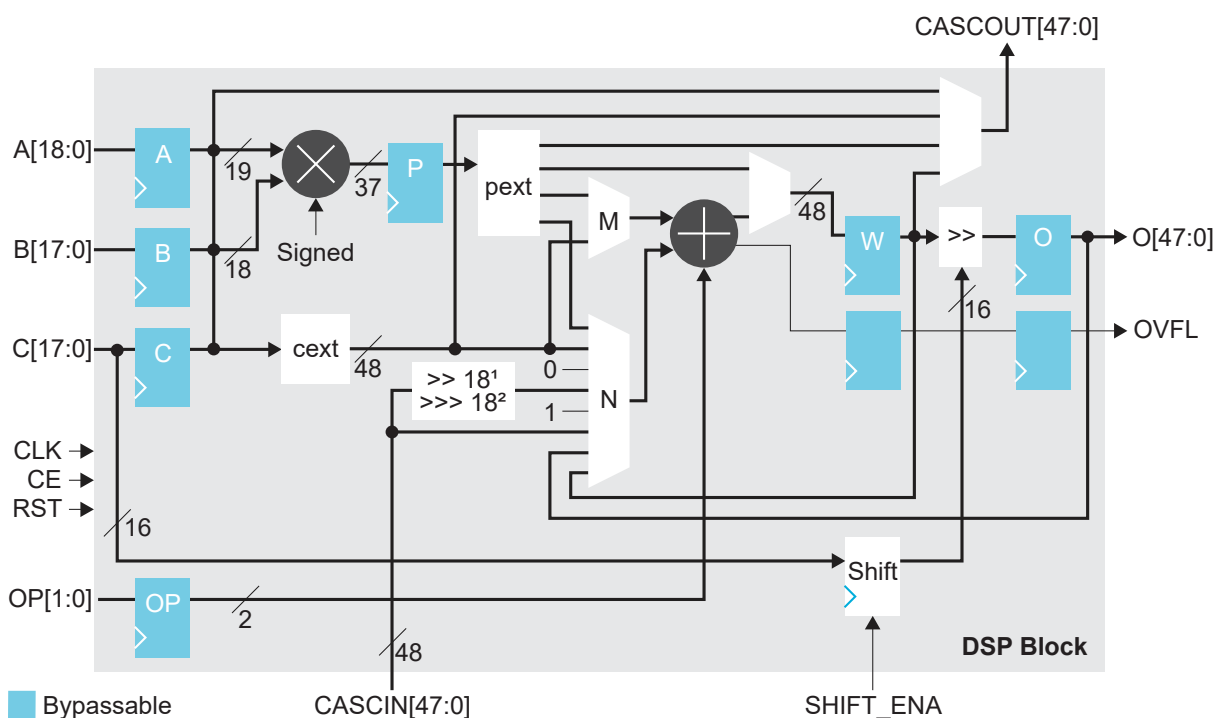 CASCOUT[47:0]
A[18:0]
A
19
37
P
pext
M
48
B[17:0]
B
18
Signed
W
>>
O
O[47:0]
16
C[17:0]
C
cext
48
>> 18¹
>>> 18²
0
1
N
OVFL
CLK
CE
RST
16
OP[1:0]
OP
2
48
Shift
DSP Block
Bypassable
CASCIN[47:0]
SHIFT_ENA